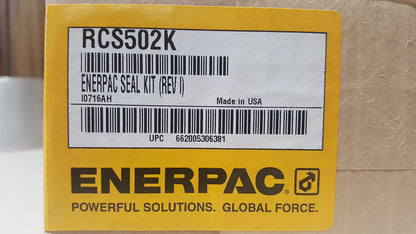 RCS502K
ENERPAC SEAL KIT (REV I)
I0716AH Made in USA
UPC 662005306381
ENERPAC®
POWERFUL SOLUTIONS. GLOBAL FORCE.